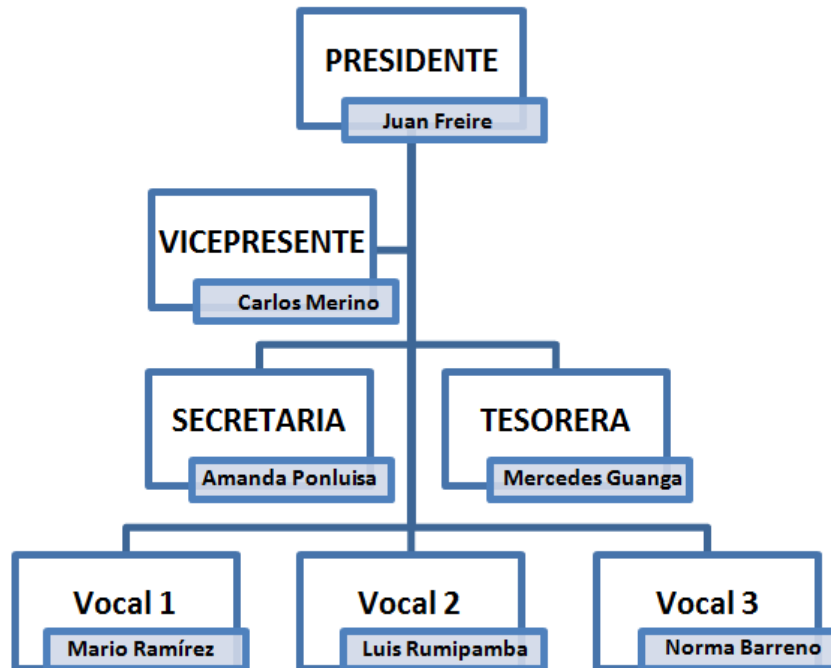 PRESIDENTE
Juan Freire
VICEPRESENTE
Carlos Merino
SECRETARIA
Amanda Ponluisa
TESORERA
Mercedes Guanga
Vocal 1
Mario Ramírez
Vocal 2
Luis Rumipamba
Vocal 3
Norma Barreno